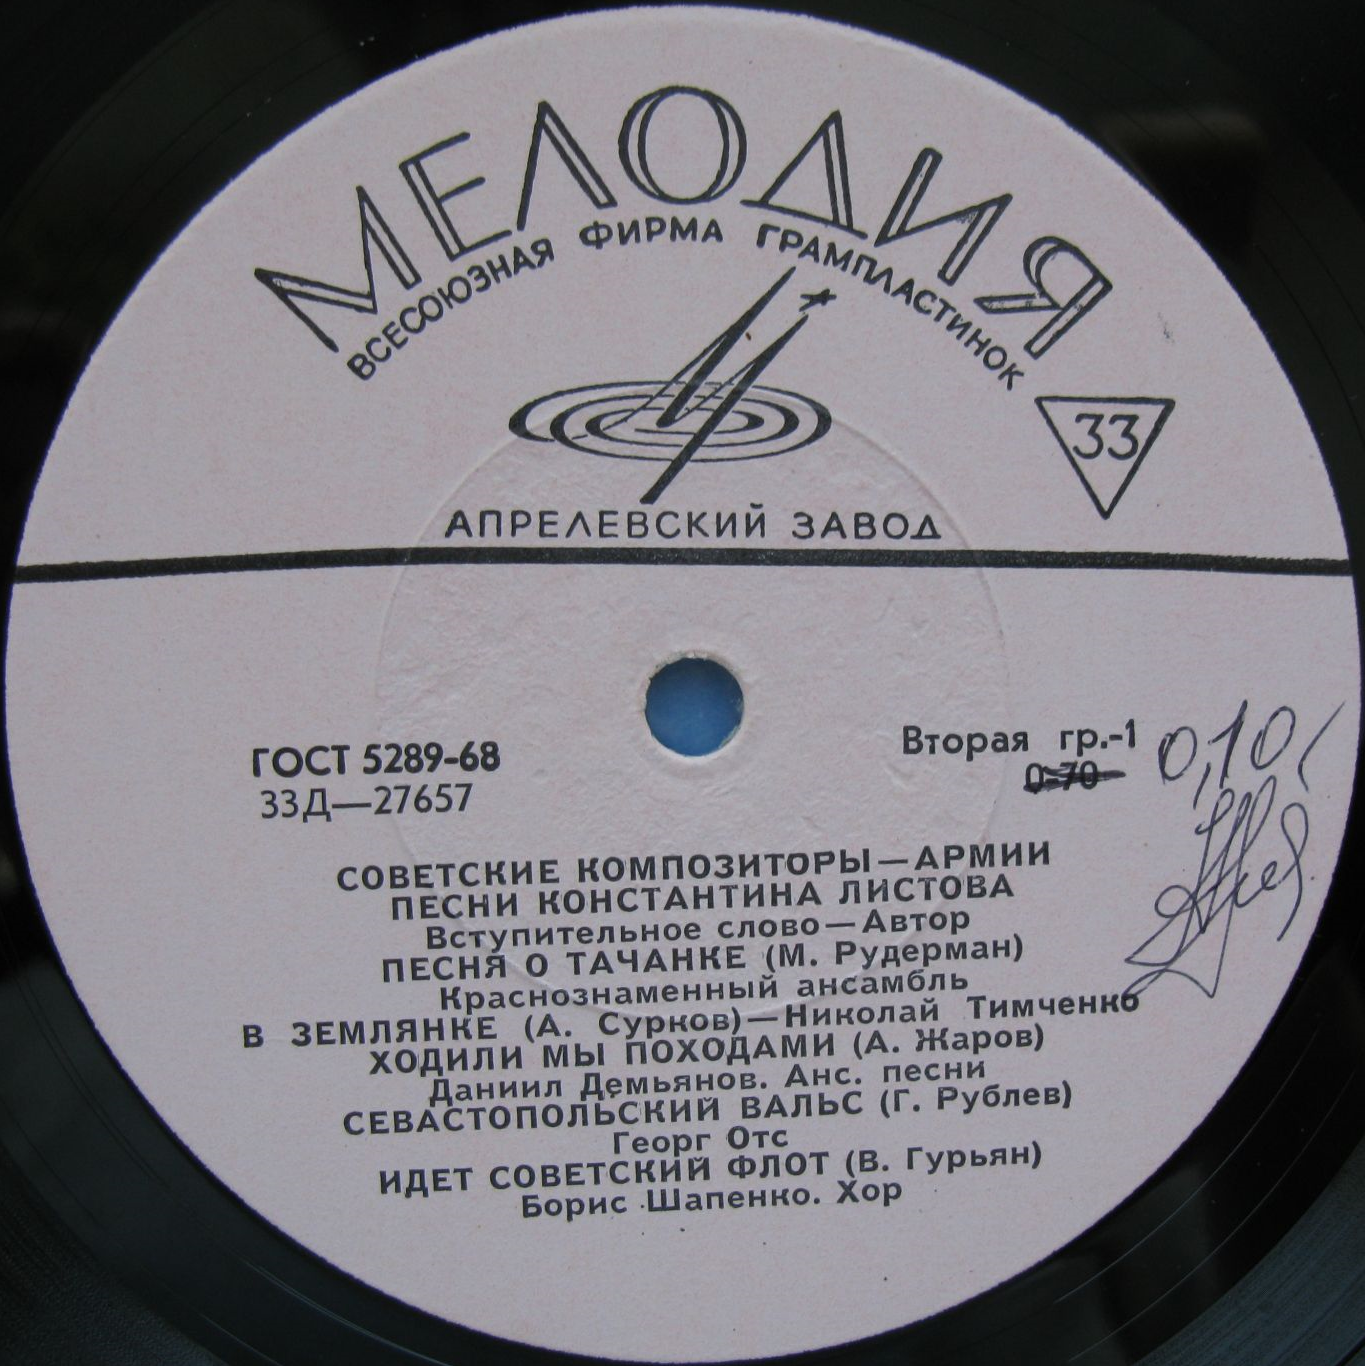 МЕЛОДИЯ
ВСЕСОЮЗНАЯ ФИРМА ГРАМПЛАСТИНОК
33
АПРЕЛЕВСКИЙ ЗАВОД
ГОСТ 5289-68
33Д—27657
Вторая гр.-1
0-70
0,10
СОВЕТСКИЕ КОМПОЗИТОРЫ—АРМИИ
ПЕСНИ КОНСТАНТИНА ЛИСТОВА
Вступительное слово—Автор
ПЕСНЯ О ТАЧАНКЕ (М. Рудерман)
Краснознаменный ансамбль
В ЗЕМЛЯНКЕ (А. Сурков)—Николай Тимченко
ХОДИЛИ МЫ ПОХОДАМИ (А. Жаров)
Даниил Демьянов. Анс. песни
СЕВАСТОПОЛЬСКИЙ ВАЛЬС (Г. Рублев)
Георг Отс
ИДЕТ СОВЕТСКИЙ ФЛОТ (В. Гурьян)
Борис Шапенко. Хор